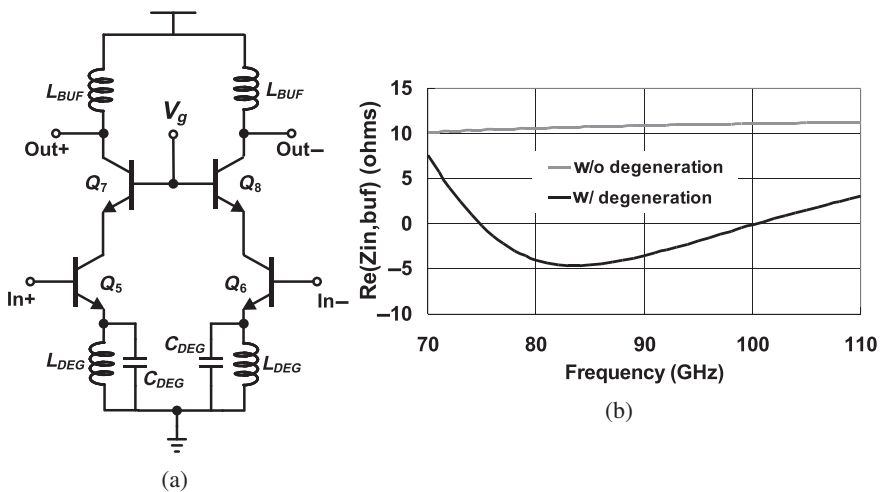 L_BUF
L_BUF
V_g
Out+
Out−
Q_7
Q_8
In+
Q_5
Q_6
In−
L_DEG
C_DEG
C_DEG
L_DEG
(a)
Re(Zin,buf) (ohms)
15
10
5
0
−5
−10
w/o degeneration
w/ degeneration
70 80 90 100 110
Frequency (GHz)
(b)